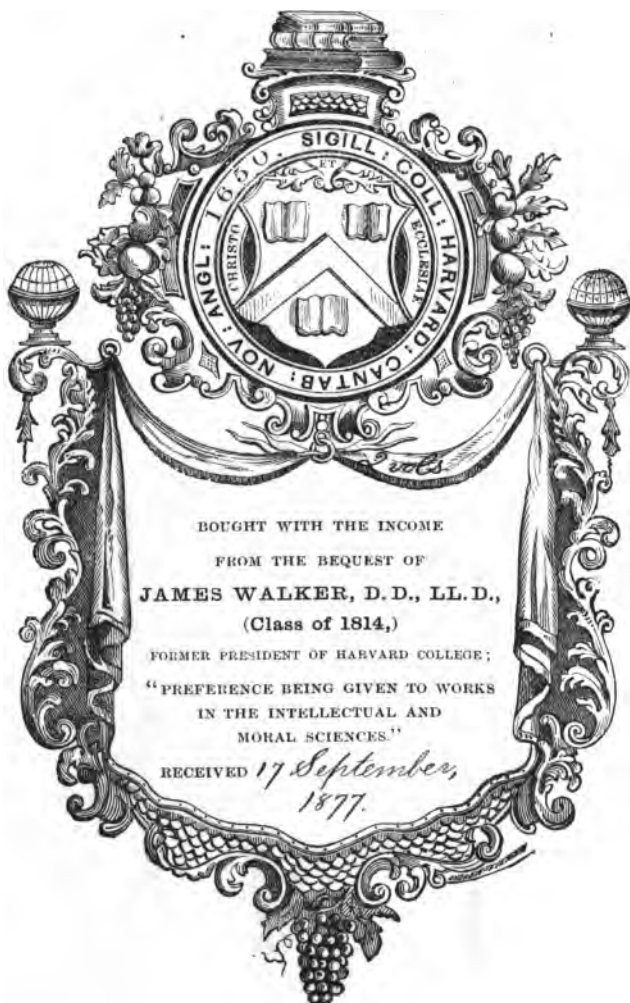 SIGILL : COLL : HARVARD : CANTAB : NOV : ANGL : 1650.
ET
CHRISTO
ECCLESIAE
2 vols.
BOUGHT WITH THE INCOME
FROM THE BEQUEST OF
JAMES WALKER, D.D., LL.D.,
(Class of 1814,)
FORMER PRESIDENT OF HARVARD COLLEGE;
"PREFERENCE BEING GIVEN TO WORKS
IN THE INTELLECTUAL AND
MORAL SCIENCES."
RECEIVED 17 September,
1877.